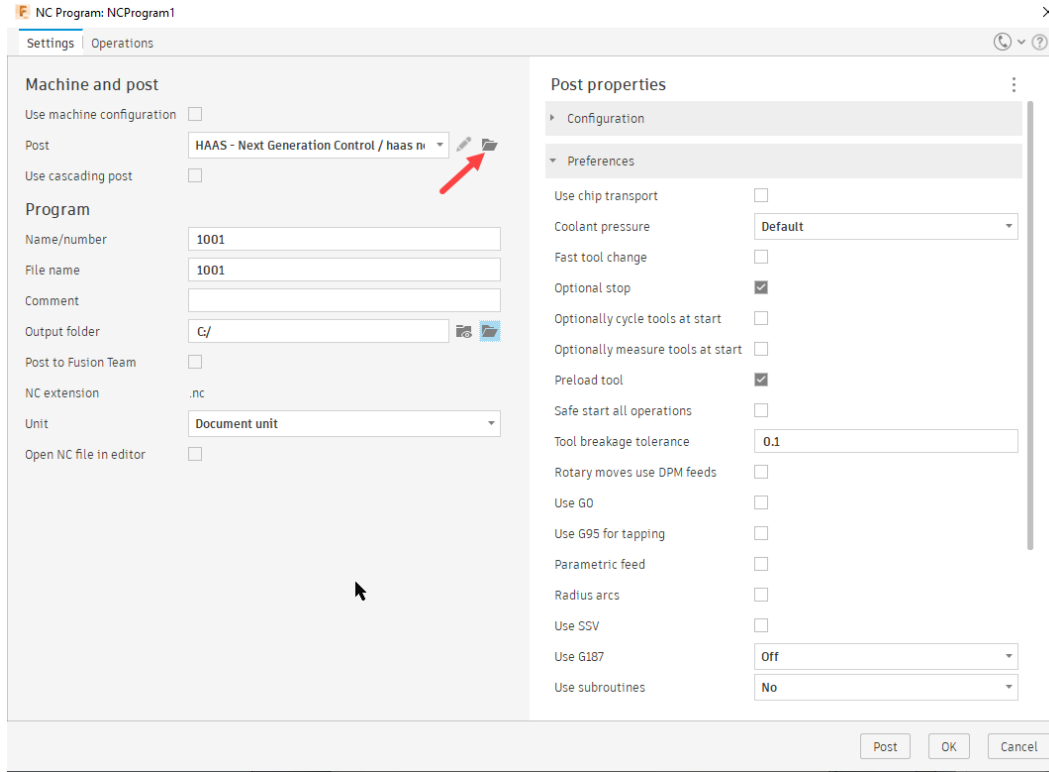 NC Program: NCProgram1
Settings
Operations
Machine and post
Use machine configuration
Post
HAAS - Next Generation Control / haas n
Use cascading post
Program
Name/number
1001
File name
1001
Comment
Output folder
C:/
Post to Fusion Team
NC extension
.nc
Unit
Document unit
Open NC file in editor
Post properties
Configuration
Preferences
Use chip transport
Coolant pressure
Default
Fast tool change
Optional stop
Optionally cycle tools at start
Optionally measure tools at start
Preload tool
Safe start all operations
Tool breakage tolerance
0.1
Rotary moves use DPM feeds
Use G0
Use G95 for tapping
Parametric feed
Radius arcs
Use SSV
Use G187
Off
Use subroutines
No
Post
OK
Cancel